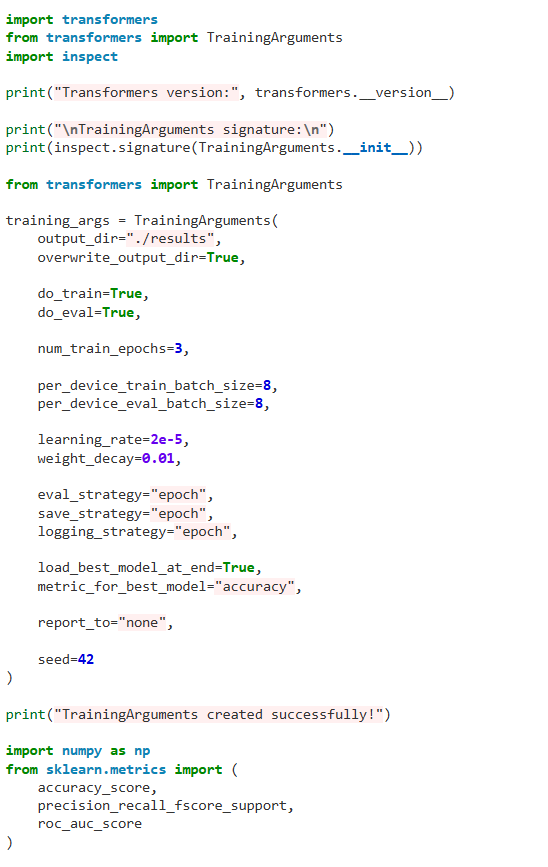 import transformers
from transformers import TrainingArguments
import inspect

print("Transformers version:", transformers.__version__)

print("\nTrainingArguments signature:\n")
print(inspect.signature(TrainingArguments.__init__))

from transformers import TrainingArguments

training_args = TrainingArguments(
    output_dir="./results",
    overwrite_output_dir=True,

    do_train=True,
    do_eval=True,

    num_train_epochs=3,

    per_device_train_batch_size=8,
    per_device_eval_batch_size=8,

    learning_rate=2e-5,
    weight_decay=0.01,

    eval_strategy="epoch",
    save_strategy="epoch",
    logging_strategy="epoch",

    load_best_model_at_end=True,
    metric_for_best_model="accuracy",

    report_to="none",

    seed=42
)

print("TrainingArguments created successfully!")

import numpy as np
from sklearn.metrics import (
    accuracy_score,
    precision_recall_fscore_support,
    roc_auc_score
)